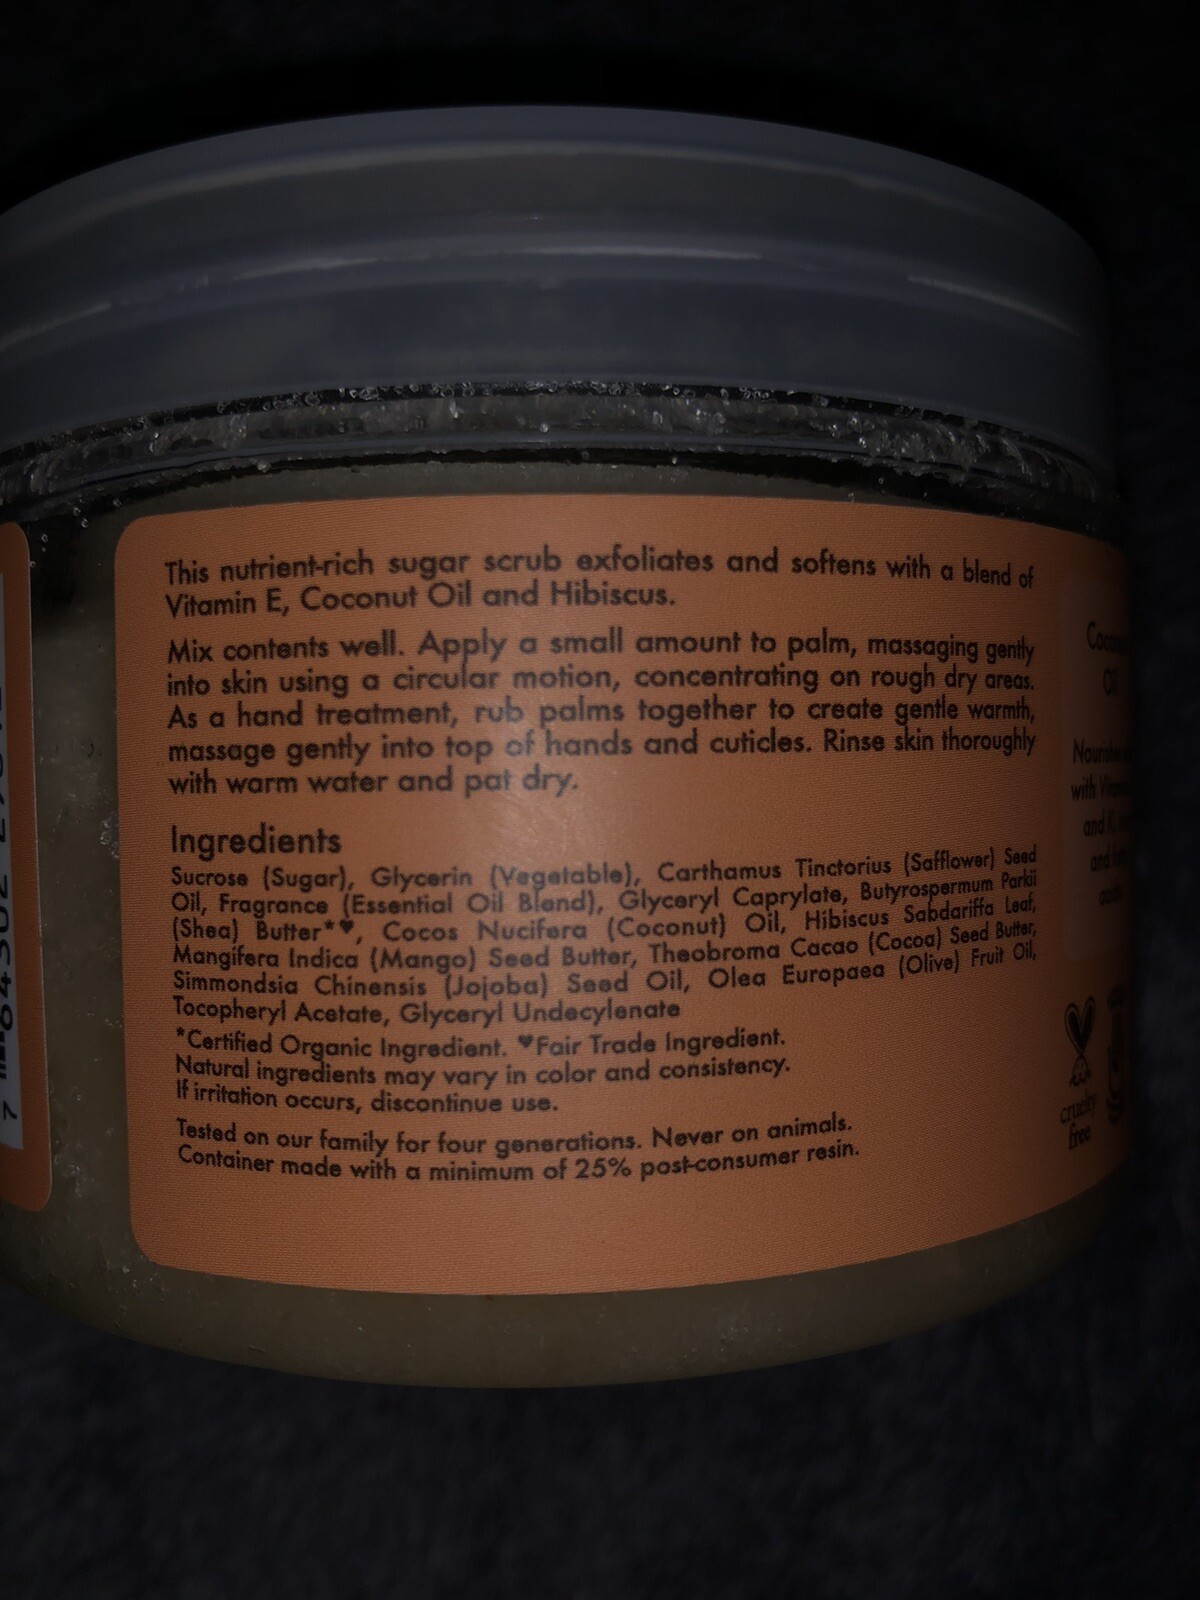 This nutrient-rich sugar scrub exfoliates and softens with a blend of
Vitamin E, Coconut Oil and Hibiscus.
Mix contents well. Apply a small amount to palm, massaging gently
into skin using a circular motion, concentrating on rough dry areas.
As a hand treatment, rub palms together to create gentle warmth,
massage gently into top of hands and cuticles. Rinse skin thoroughly
with warm water and pat dry.
Ingredients
Sucrose (Sugar), Glycerin (Vegetable), Carthamus Tinctorius (Safflower) Seed
Oil, Fragrance (Essential Oil Blend), Glyceryl Caprylate, Butyrospermum Parkii
(Shea) Butter*♥, Cocos Nucifera (Coconut) Oil, Hibiscus Sabdariffa Leaf,
Mangifera Indica (Mango) Seed Butter, Theobroma Cacao (Cocoa) Seed Butter,
Simmondsia Chinensis (Jojoba) Seed Oil, Olea Europaea (Olive) Fruit Oil,
Tocopheryl Acetate, Glyceryl Undecylenate
*Certified Organic Ingredient. ♥Fair Trade Ingredient.
Natural ingredients may vary in color and consistency.
If irritation occurs, discontinue use.
Tested on our family for four generations. Never on animals.
Container made with a minimum of 25% post-consumer resin.
with
and
and
cruelty
free